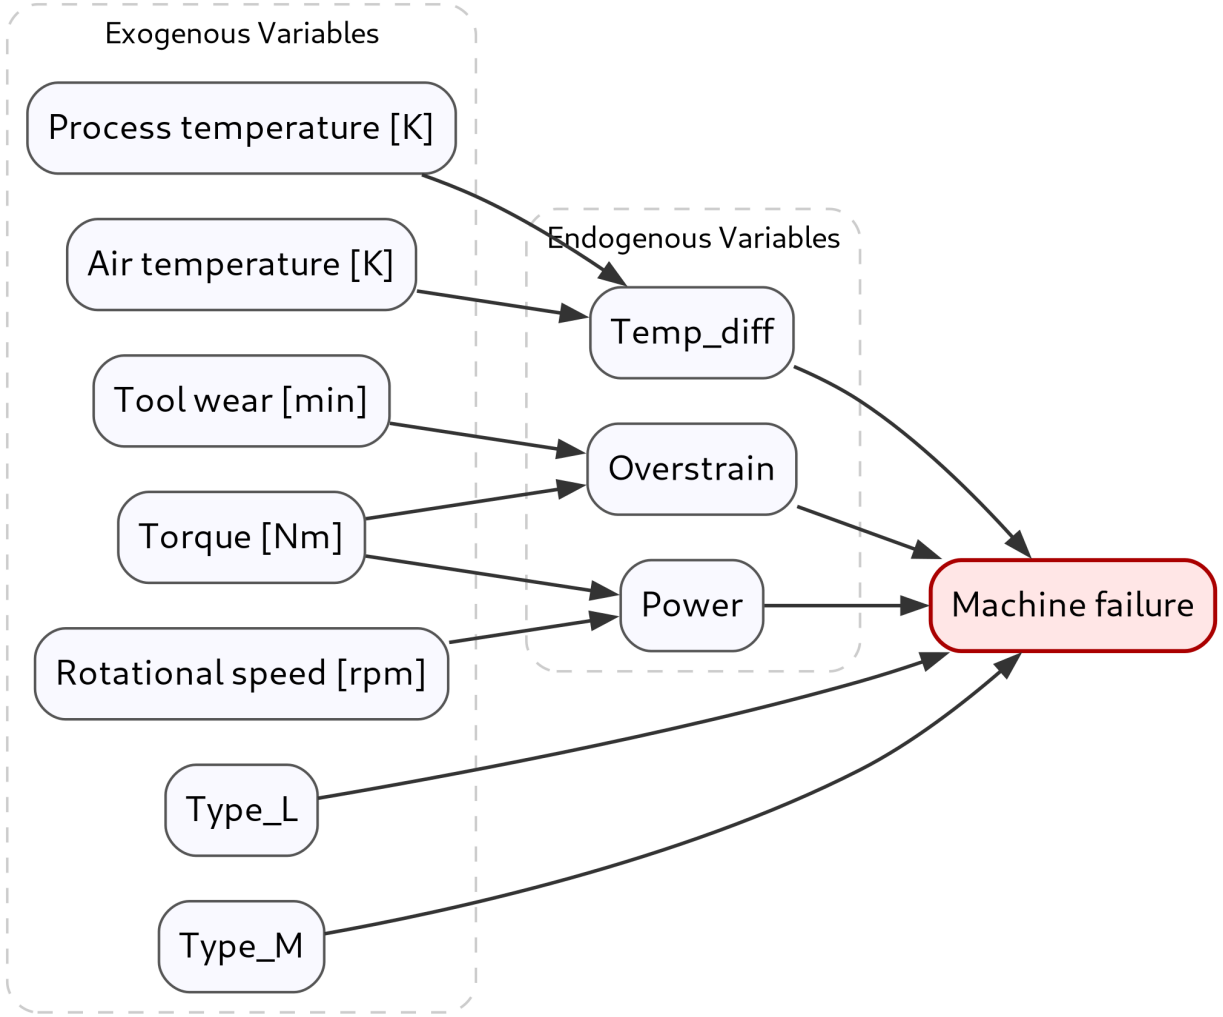 Exogenous Variables
Process temperature [K]
Air temperature [K]
Tool wear [min]
Torque [Nm]
Rotational speed [rpm]
Type_L
Type_M
Endogenous Variables
Temp_diff
Overstrain
Power
Machine failure